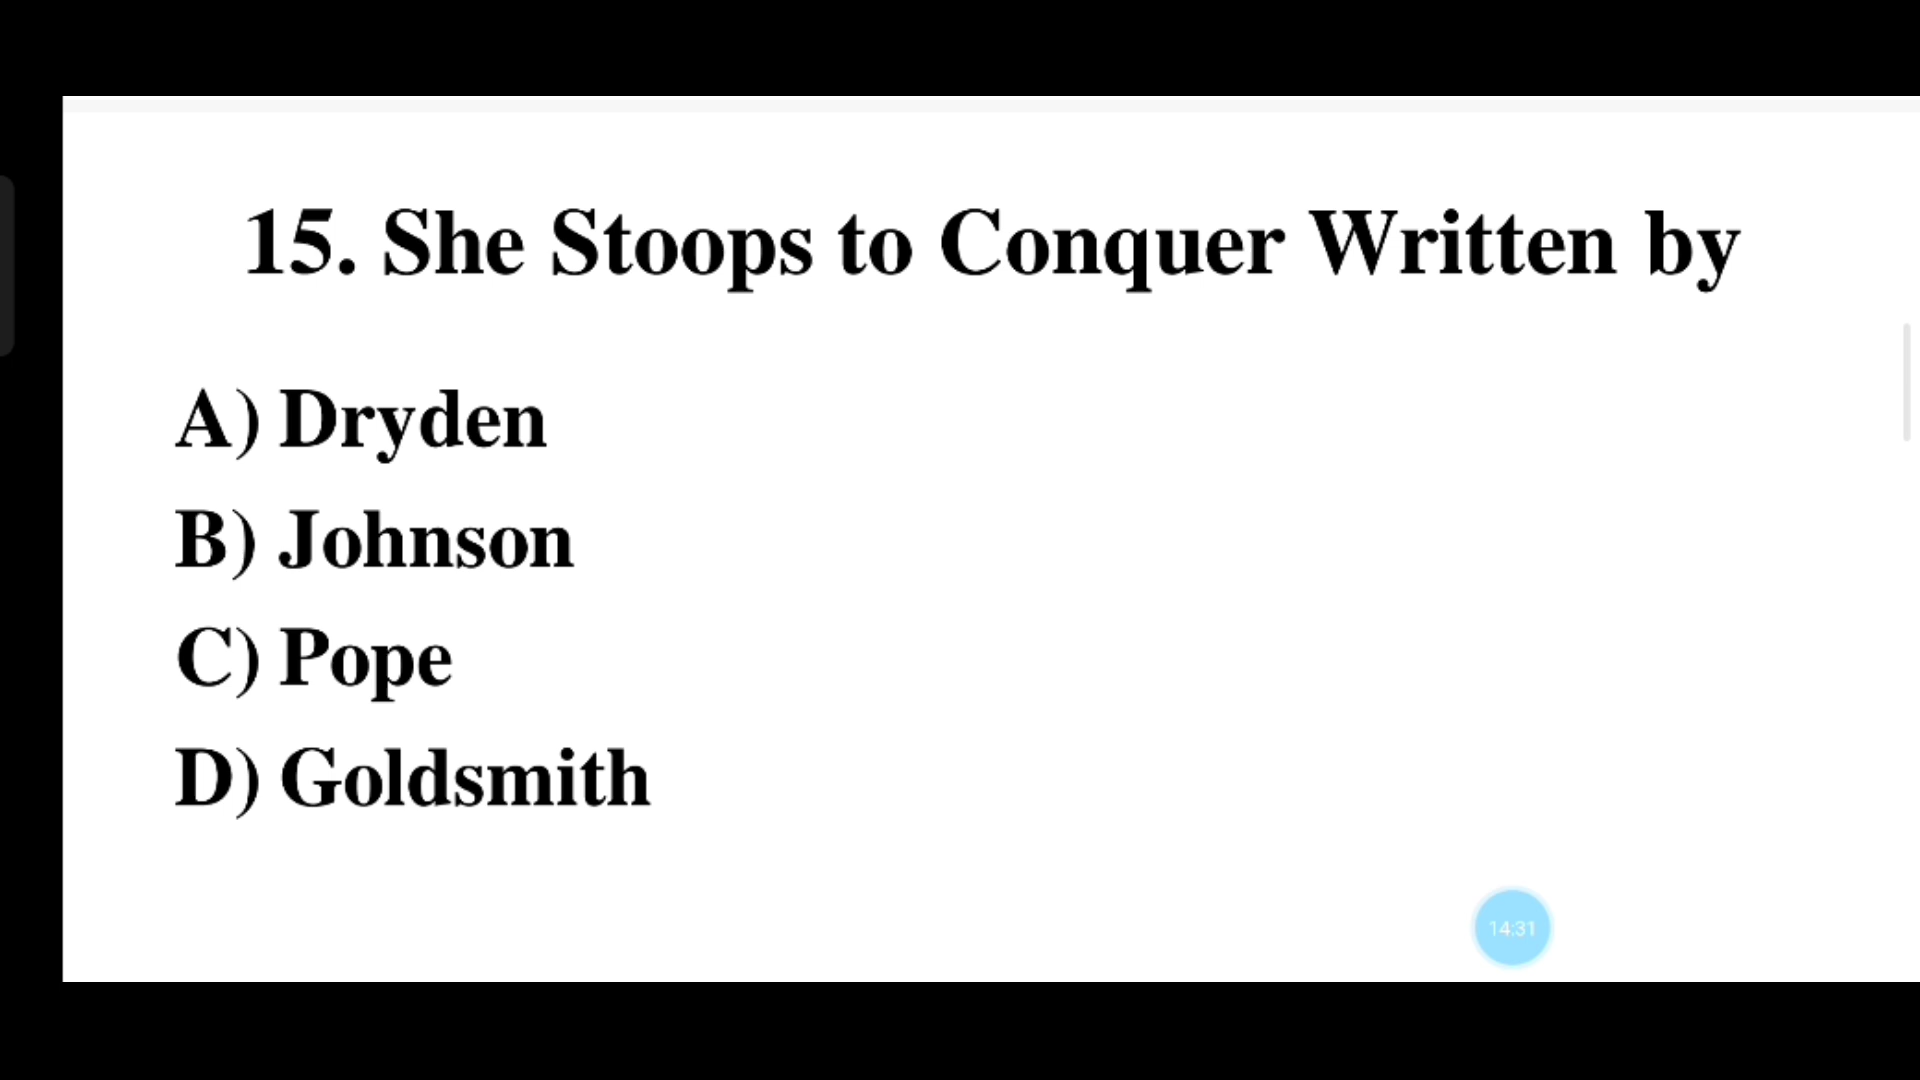 15. She Stoops to Conquer Written by
A) Dryden
B) Johnson
C) Pope
D) Goldsmith
14:31